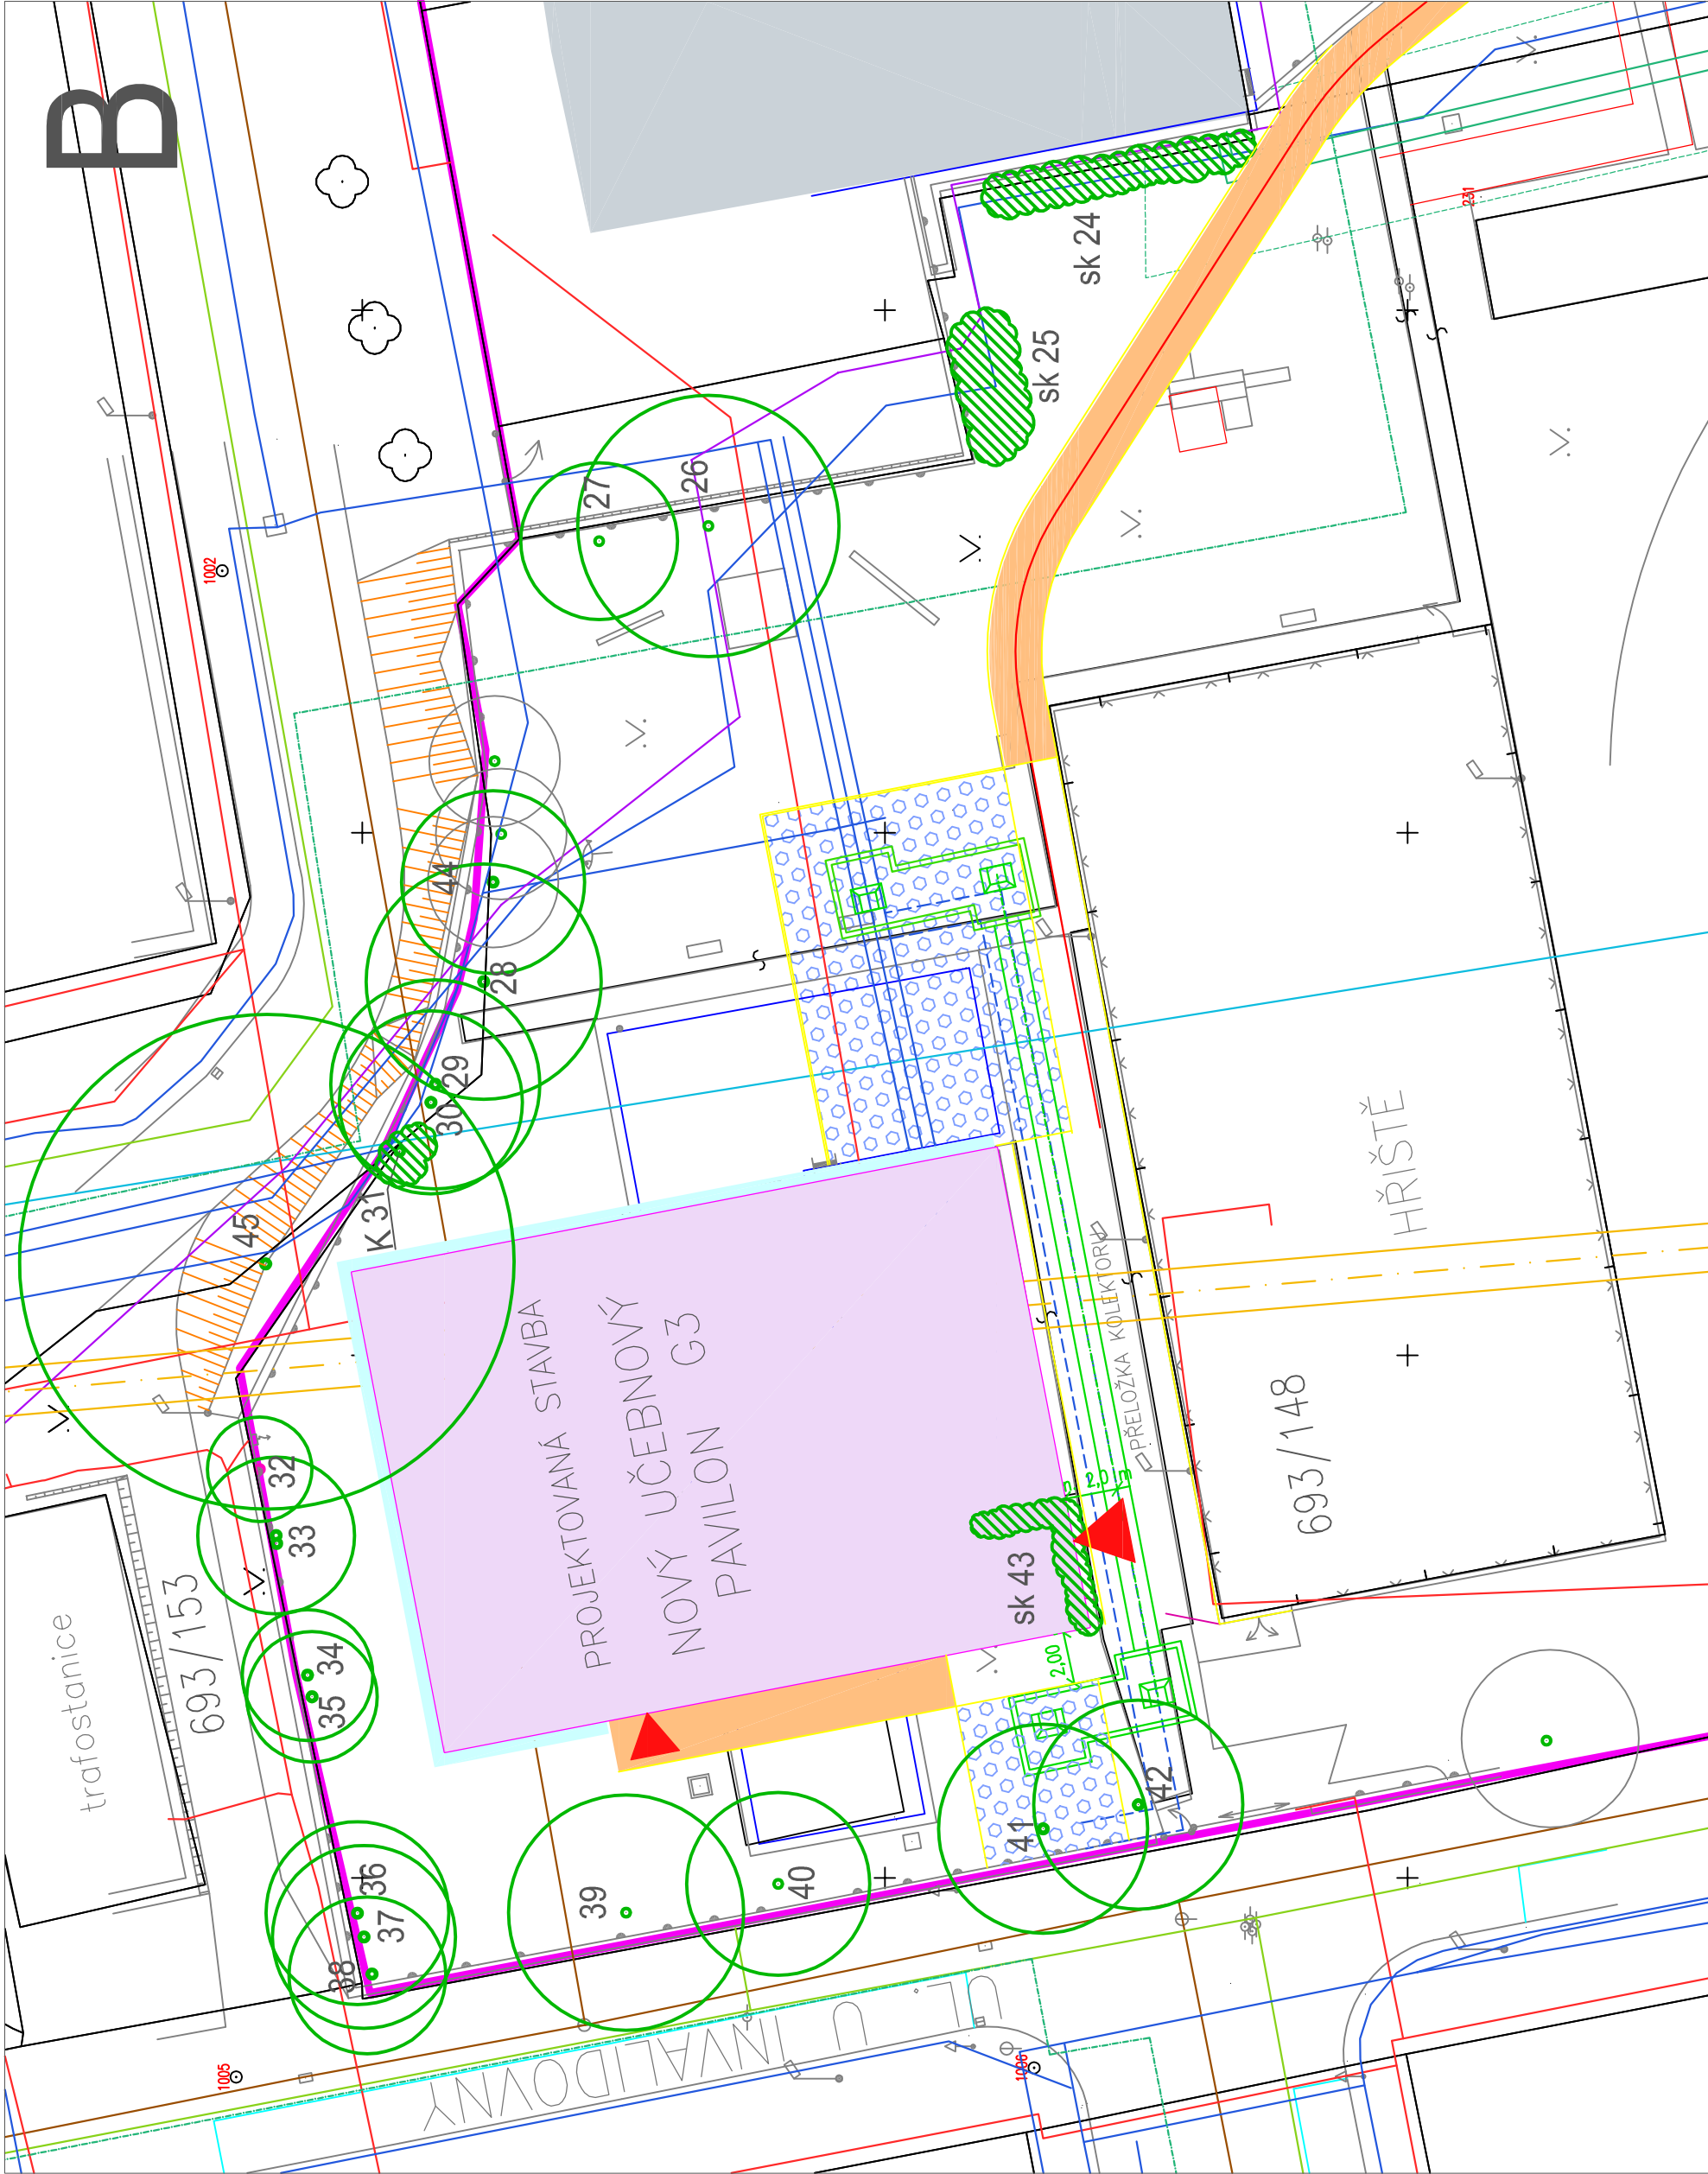 B
1002
231
sk 24
sk 25
27
26
44
28
29
30
K 31
45
32
33
34
35
36
37
38
39
40
41
42
sk 43
PROJEKTOVANÁ STAVBA
NOVÝ UČEBNOVÝ
PAVILON G3
PŘELOŽKA KOLEKTORU
HŘIŠTĚ
693/148
693/153
trafostanice
2,00
UL. U INVALIDOVNY
1005
1006